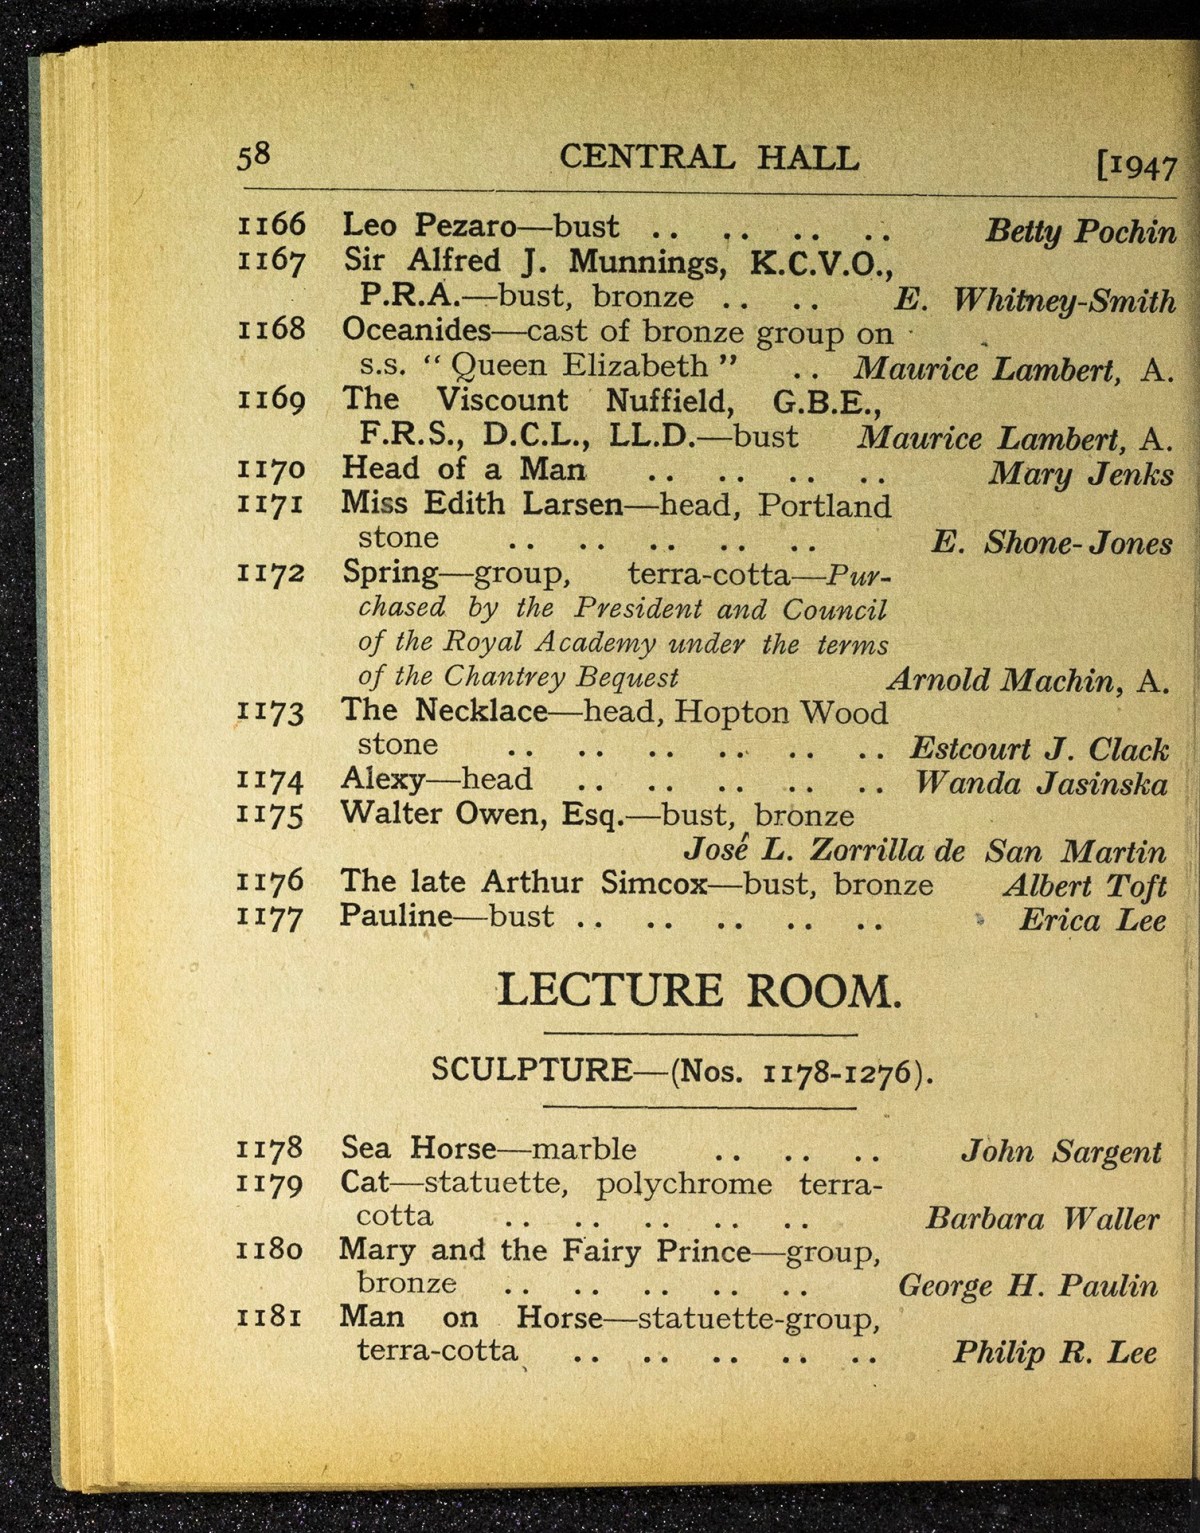 58 CENTRAL HALL [1947
1166 Leo Pezaro—bust .. .. .. .. Betty Pochin
1167 Sir Alfred J. Munnings, K.C.V.O.,
P.R.A.—bust, bronze .. .. E. Whitney-Smith
1168 Oceanides—cast of bronze group on
s.s. “ Queen Elizabeth ” .. Maurice Lambert, A.
1169 The Viscount Nuffield, G.B.E.,
F.R.S., D.C.L., LL.D.—bust Maurice Lambert, A.
1170 Head of a Man .. .. .. .. Mary Jenks
1171 Miss Edith Larsen—head, Portland
stone .. .. .. .. .. E. Shone-Jones
1172 Spring—group, terra-cotta—Pur-
chased by the President and Council
of the Royal Academy under the terms
of the Chantrey Bequest Arnold Machin, A.
1173 The Necklace—head, Hopton Wood
stone .. .. .. .. .. .. Estcourt J. Clack
1174 Alexy—head .. .. .. .. .. Wanda Jasinska
1175 Walter Owen, Esq.—bust, bronze
José L. Zorrilla de San Martin
1176 The late Arthur Simcox—bust, bronze Albert Toft
1177 Pauline—bust .. .. .. .. .. Erica Lee
LECTURE ROOM.
SCULPTURE—(Nos. 1178-1276).
1178 Sea Horse—marble .. .. .. John Sargent
1179 Cat—statuette, polychrome terra-
cotta .. .. .. .. .. Barbara Waller
1180 Mary and the Fairy Prince—group,
bronze .. .. .. .. .. George H. Paulin
1181 Man on Horse—statuette-group,
terra-cotta .. .. .. .. .. Philip R. Lee